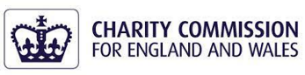 CHARITY COMMISSION
FOR ENGLAND AND WALES